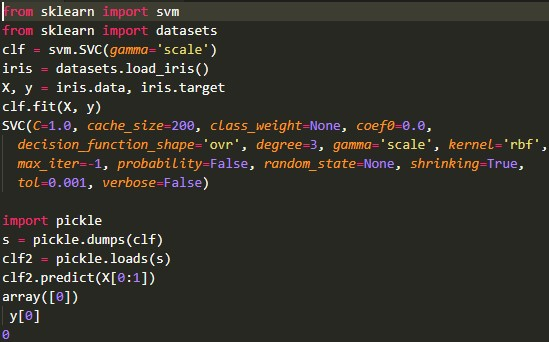 from sklearn import svm
from sklearn import datasets
clf = svm.SVC(gamma='scale')
iris = datasets.load_iris()
X, y = iris.data, iris.target
clf.fit(X, y)
SVC(C=1.0, cache_size=200, class_weight=None, coef0=0.0,
  decision_function_shape='ovr', degree=3, gamma='scale', kernel='rbf',
  max_iter=-1, probability=False, random_state=None, shrinking=True,
  tol=0.001, verbose=False)

import pickle
s = pickle.dumps(clf)
clf2 = pickle.loads(s)
clf2.predict(X[0:1])
array([0])
 y[0]
0